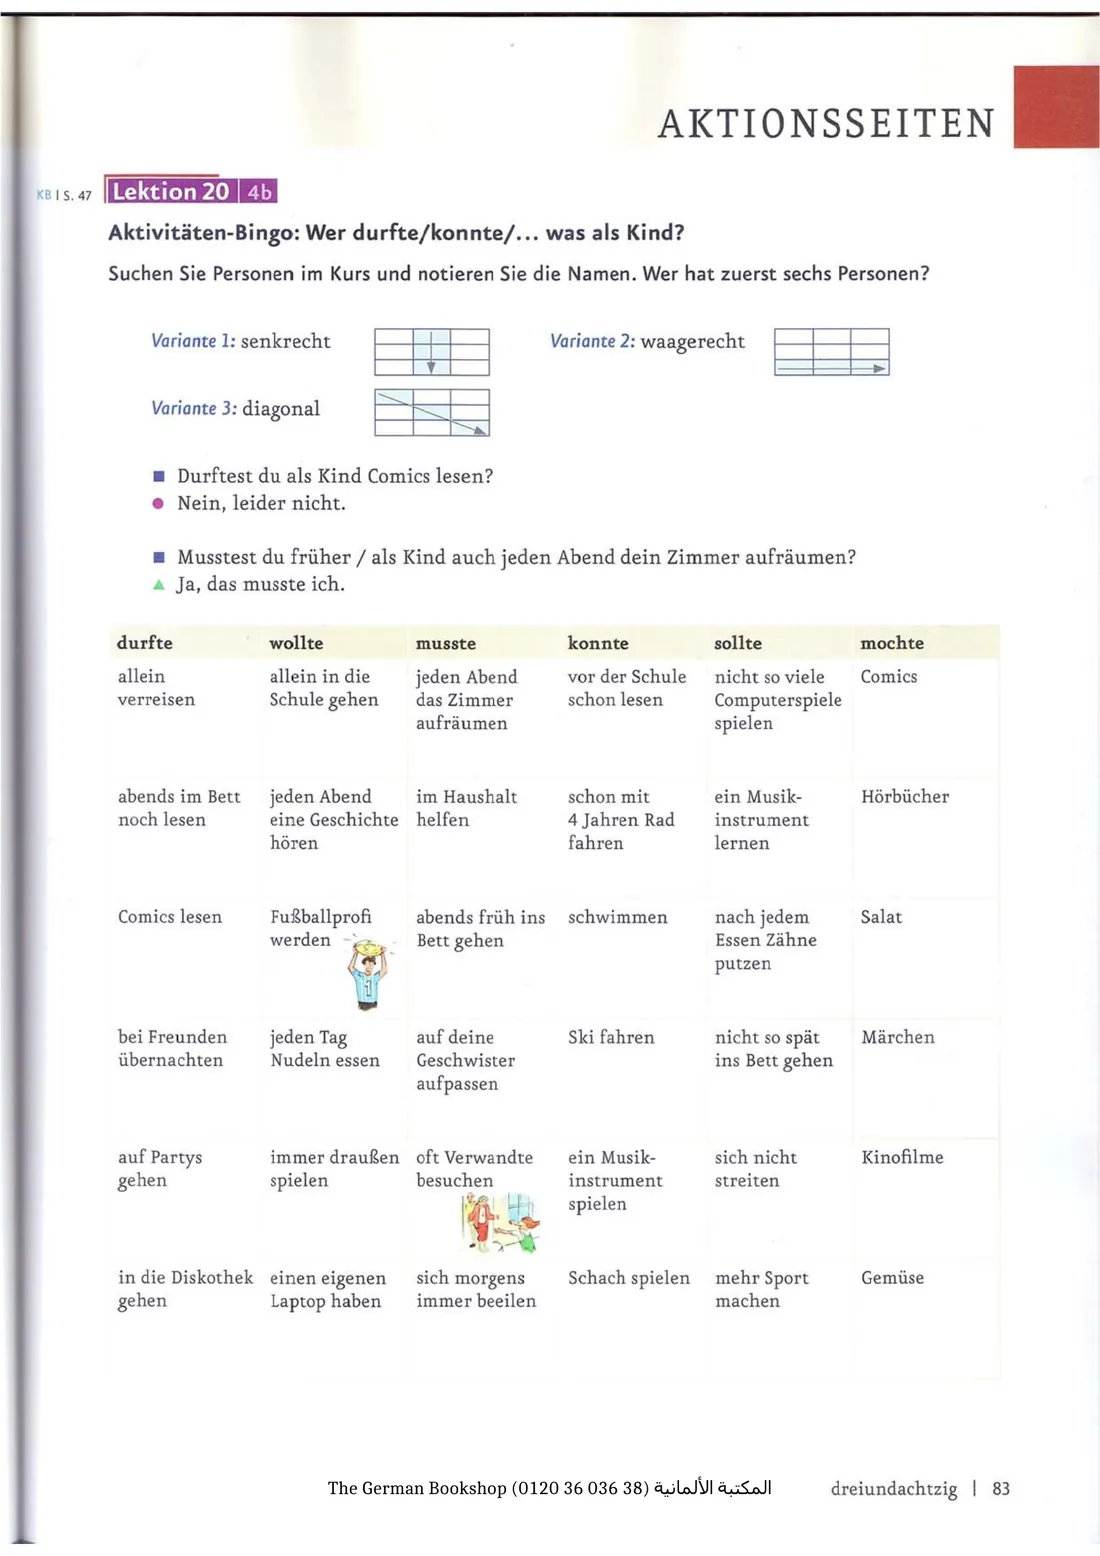 AKTIONSSEITEN
KB | S. 47 Lektion 20 | 4b
Aktivitäten-Bingo: Wer durfte/konnte/... was als Kind?
Suchen Sie Personen im Kurs und notieren Sie die Namen. Wer hat zuerst sechs Personen?
Variante 1: senkrecht
Variante 2: waagerecht
Variante 3: diagonal
Durftest du als Kind Comics lesen?
Nein, leider nicht.
Musstest du früher / als Kind auch jeden Abend dein Zimmer aufräumen?
Ja, das musste ich.
durfte wollte musste konnte sollte mochte
allein allein in die jeden Abend vor der Schule nicht so viele Comics
verreisen Schule gehen das Zimmer schon lesen Computerspiele
aufräumen spielen
abends im Bett jeden Abend im Haushalt schon mit ein Musik- Hörbücher
noch lesen eine Geschichte helfen 4 Jahren Rad instrument
hören fahren lernen
Comics lesen Fußballprofi abends früh ins schwimmen nach jedem Salat
werden Bett gehen Essen Zähne
putzen
1
bei Freunden jeden Tag auf deine Ski fahren nicht so spät Märchen
übernachten Nudeln essen Geschwister ins Bett gehen
aufpassen
auf Partys immer draußen oft Verwandte ein Musik- sich nicht Kinofilme
gehen spielen besuchen instrument streiten
spielen
in die Diskothek einen eigenen sich morgens Schach spielen mehr Sport Gemüse
gehen Laptop haben immer beeilen machen
The German Bookshop (0120 36 036 38) المكتبة الألمانية
dreiundachtzig | 83